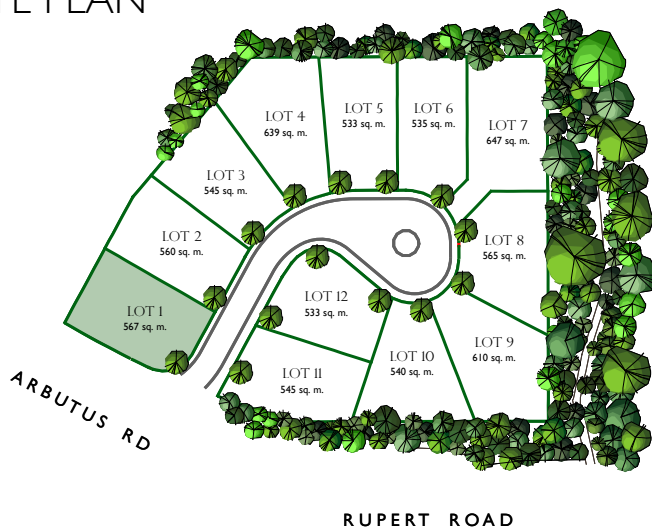 PLAN
LOT 1
567 sq. m.
LOT 2
560 sq. m.
LOT 3
545 sq. m.
LOT 4
639 sq. m.
LOT 5
533 sq. m.
LOT 6
535 sq. m.
LOT 7
647 sq. m.
LOT 8
565 sq. m.
LOT 9
610 sq. m.
LOT 10
540 sq. m.
LOT 11
545 sq. m.
LOT 12
533 sq. m.
ARBUTUS RD
RUPERT ROAD